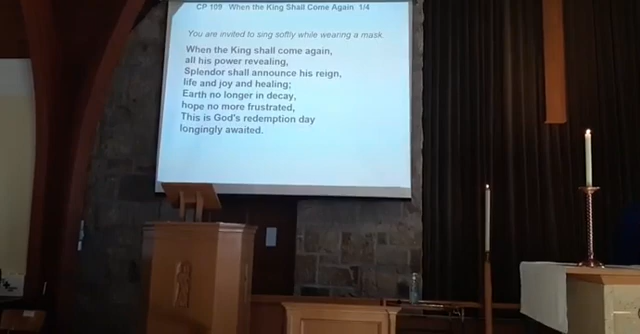 CP 109 When the King Shall Come Again 1/4
You are invited to sing softly while wearing a mask.
When the King shall come again,
all his power revealing,
Splendor shall announce his reign,
life and joy and healing;
Earth no longer in decay,
hope no more frustrated,
This is God's redemption day
longingly awaited.